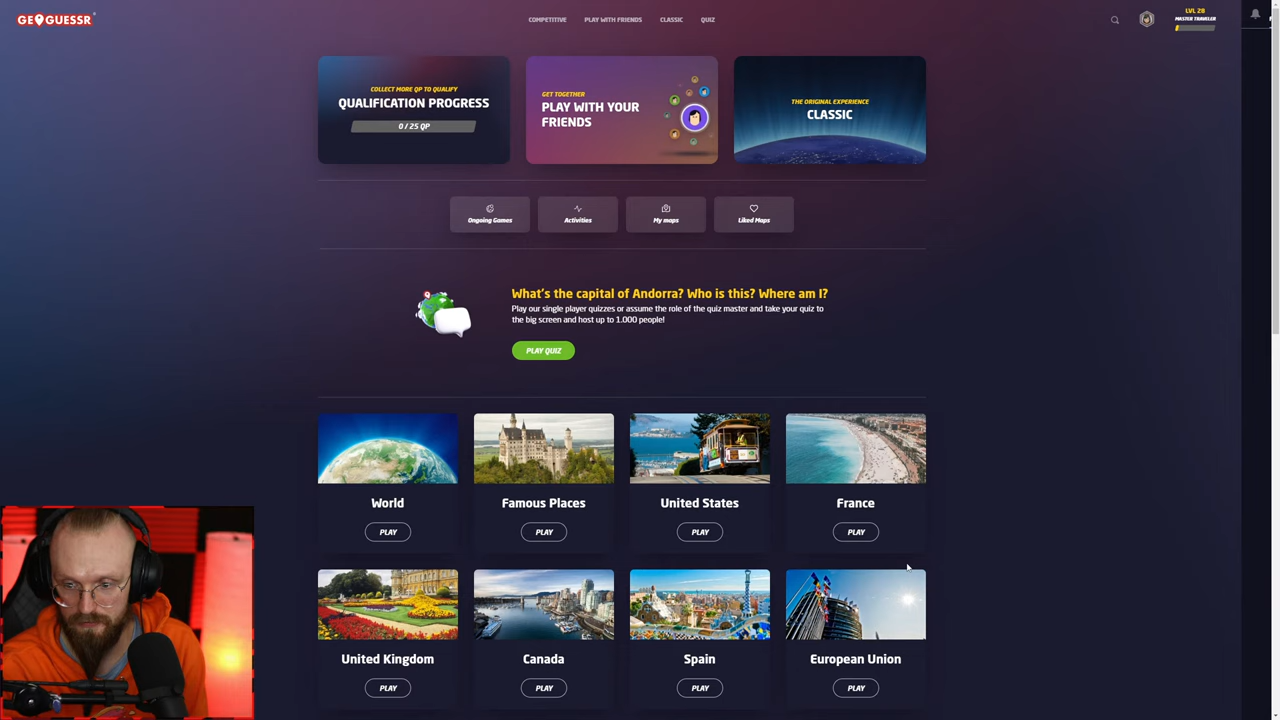 GEOGUESSR
COMPETITIVE
PLAY WITH FRIENDS
CLASSIC
QUIZ
LVL 28
MASTER TRAVELER
COLLECT MORE QP TO QUALIFY
QUALIFICATION PROGRESS
0 / 25 QP
GET TOGETHER
PLAY WITH YOUR
FRIENDS
THE ORIGINAL EXPERIENCE
CLASSIC
Ongoing Games
Activities
My maps
Liked Maps
What's the capital of Andorra? Who is this? Where am I?
Play our single player quizzes or assume the role of the quiz master and take your quiz to
the big screen and host up to 1.000 people!
PLAY QUIZ
World
Famous Places
United States
France
PLAY
PLAY
PLAY
PLAY
United Kingdom
Canada
Spain
European Union
PLAY
PLAY
PLAY
PLAY